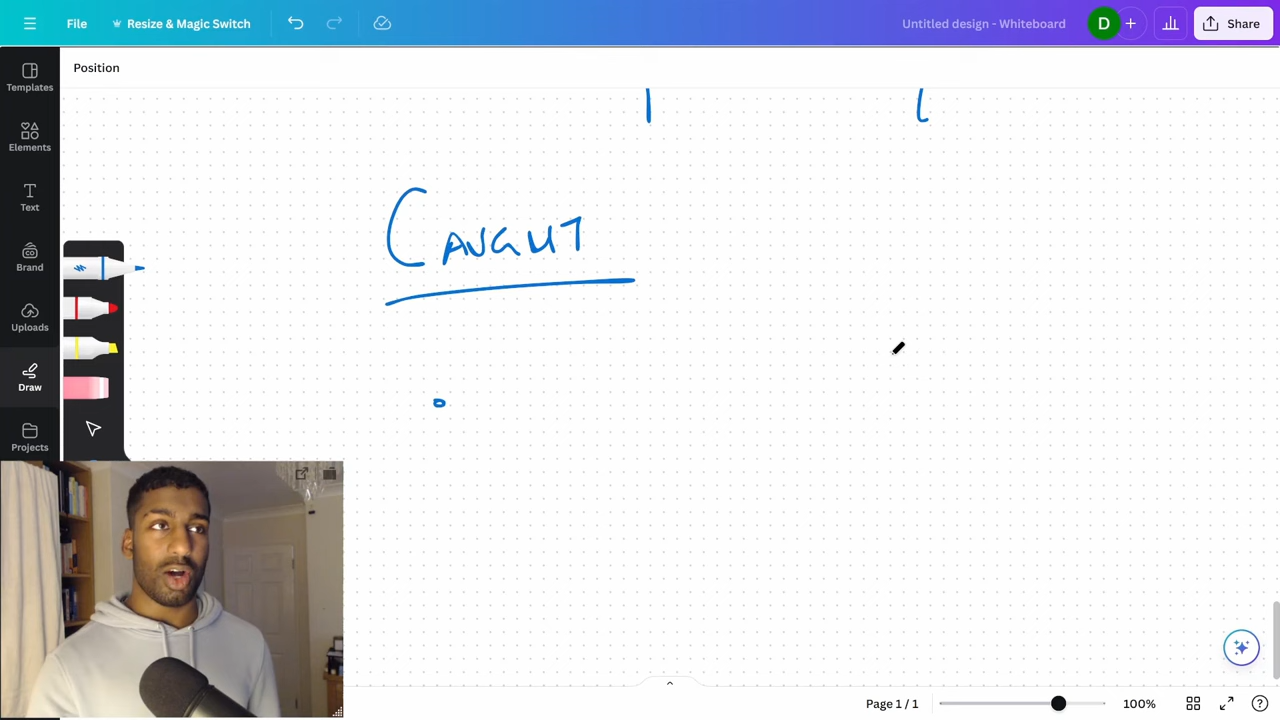 File
Resize & Magic Switch
Untitled design - Whiteboard
D
+
Share
Templates
Elements
Text
Brand
Uploads
Draw
Projects
Position
CAUGHT
Page 1 / 1
100%